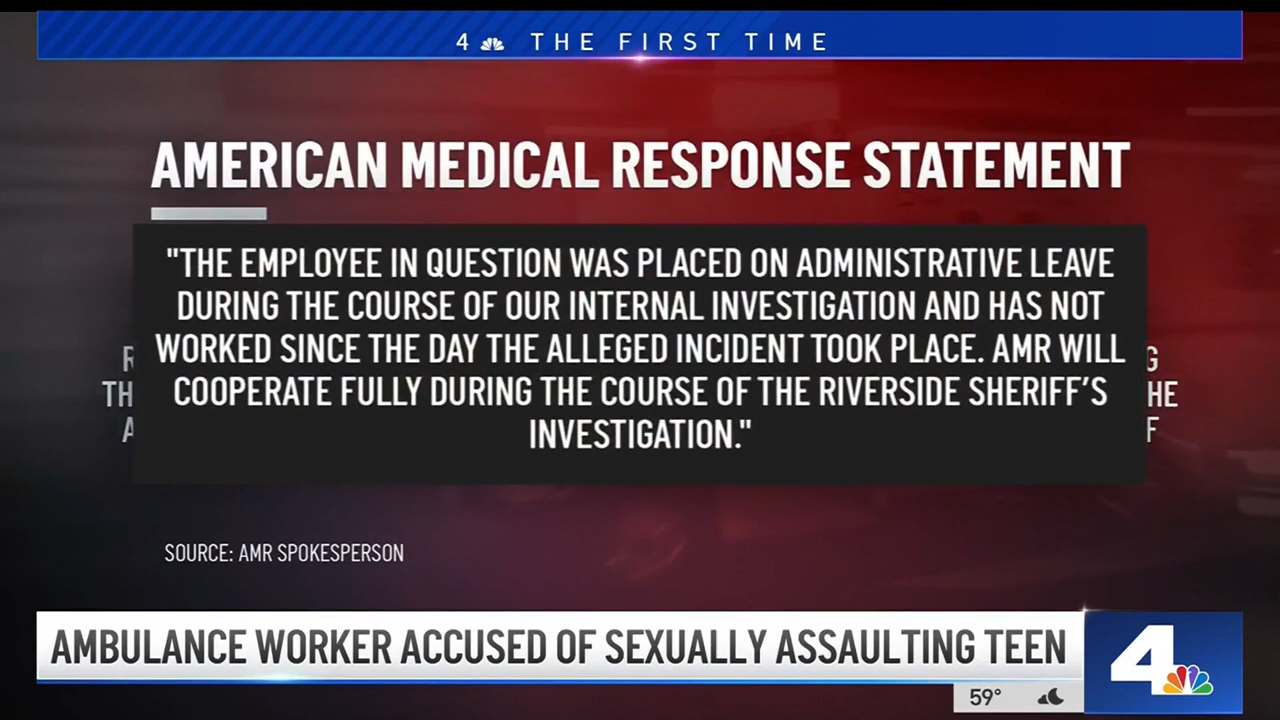 4 THE FIRST TIME
AMERICAN MEDICAL RESPONSE STATEMENT
"THE EMPLOYEE IN QUESTION WAS PLACED ON ADMINISTRATIVE LEAVE
DURING THE COURSE OF OUR INTERNAL INVESTIGATION AND HAS NOT
WORKED SINCE THE DAY THE ALLEGED INCIDENT TOOK PLACE. AMR WILL
COOPERATE FULLY DURING THE COURSE OF THE RIVERSIDE SHERIFF'S
INVESTIGATION."
SOURCE: AMR SPOKESPERSON
AMBULANCE WORKER ACCUSED OF SEXUALLY ASSAULTING TEEN
4
59°